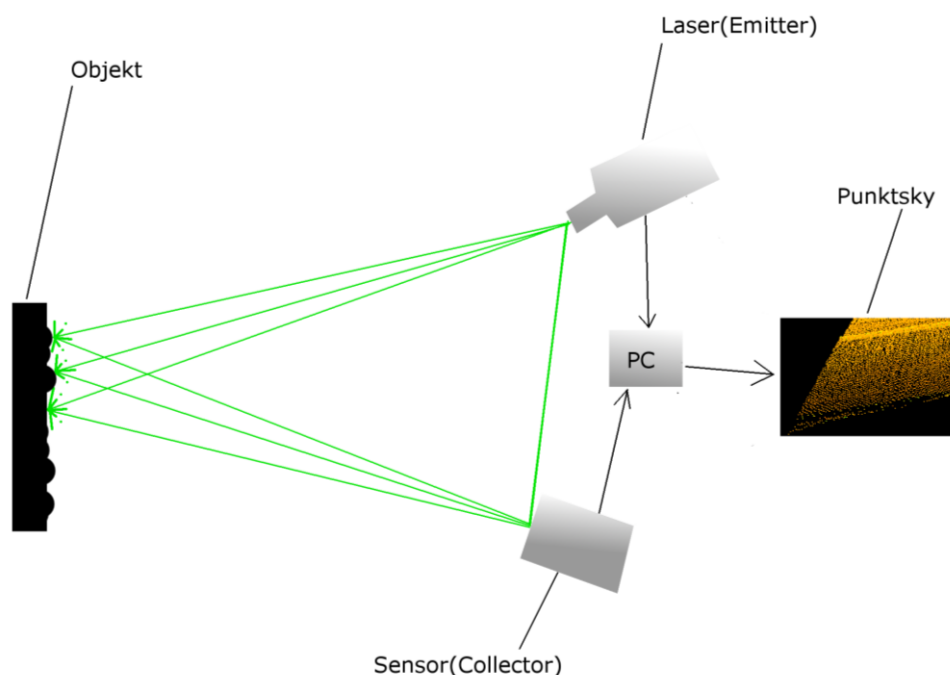 Laser(Emitter)
Objekt
Punktsky
PC
Sensor(Collector)